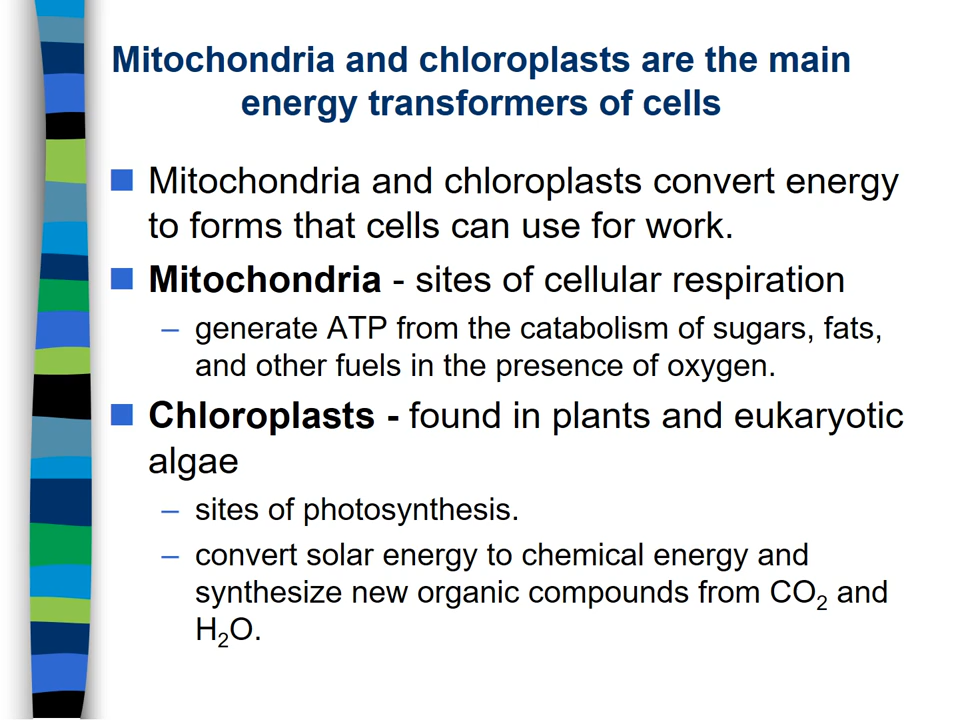 Mitochondria and chloroplasts are the main
energy transformers of cells
Mitochondria and chloroplasts convert energy
to forms that cells can use for work.
Mitochondria - sites of cellular respiration
– generate ATP from the catabolism of sugars, fats,
and other fuels in the presence of oxygen.
Chloroplasts - found in plants and eukaryotic
algae
– sites of photosynthesis.
– convert solar energy to chemical energy and
synthesize new organic compounds from CO₂ and
H₂O.